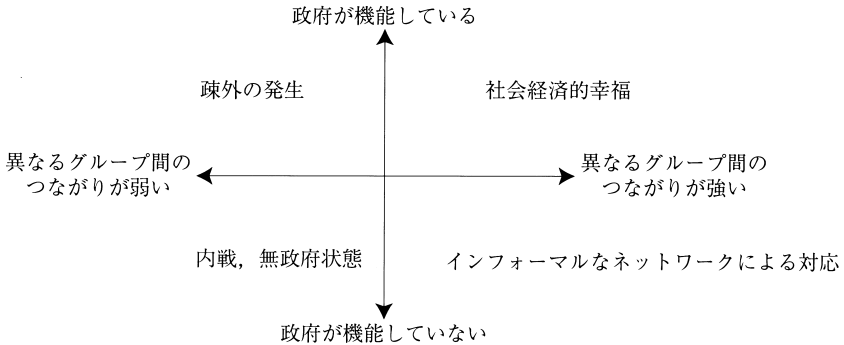 政府が機能している
疎外の発生
社会経済的幸福
異なるグループ間の
つながりが弱い
異なるグループ間の
つながりが強い
内戦，無政府状態
インフォーマルなネットワークによる対応
政府が機能していない